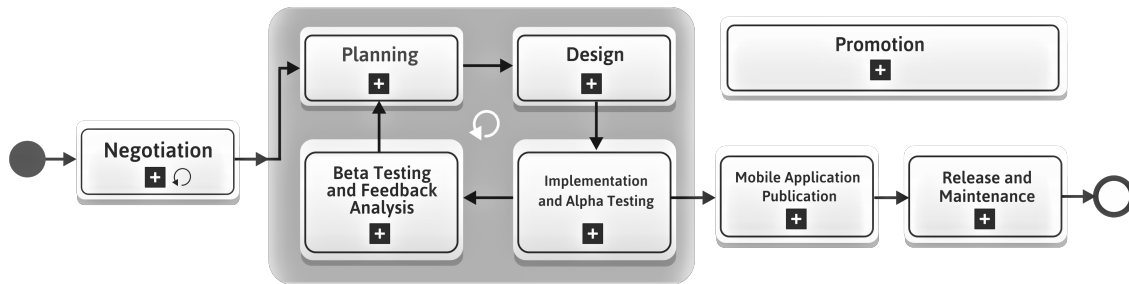 Planning
Design
Promotion
Negotiation
Beta Testing
and Feedback
Analysis
Implementation
and Alpha Testing
Mobile Application
Publication
Release and
Maintenance